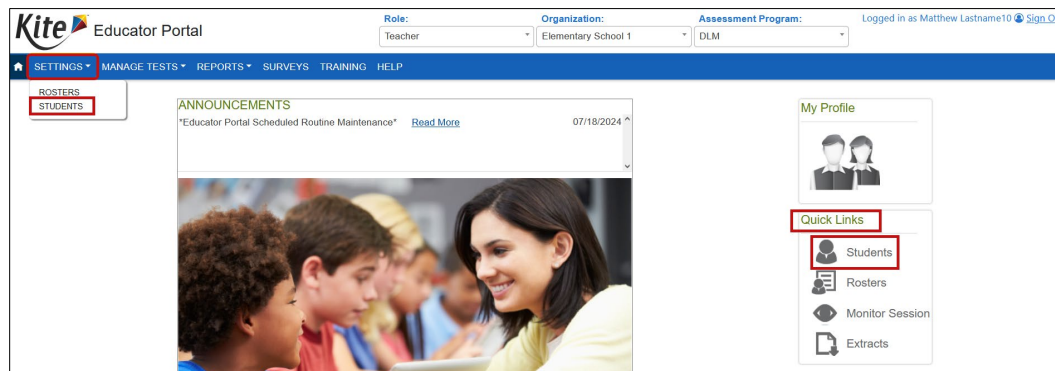 Kite Educator Portal
Role: Organization: Assessment Program: Logged in as Matthew Lastname10 Sign O
Teacher Elementary School 1 DLM
SETTINGS MANAGE TESTS REPORTS SURVEYS TRAINING HELP
ROSTERS
STUDENTS
ANNOUNCEMENTS
*Educator Portal Scheduled Routine Maintenance* Read More 07/18/2024
My Profile
Quick Links
Students
Rosters
Monitor Session
Extracts